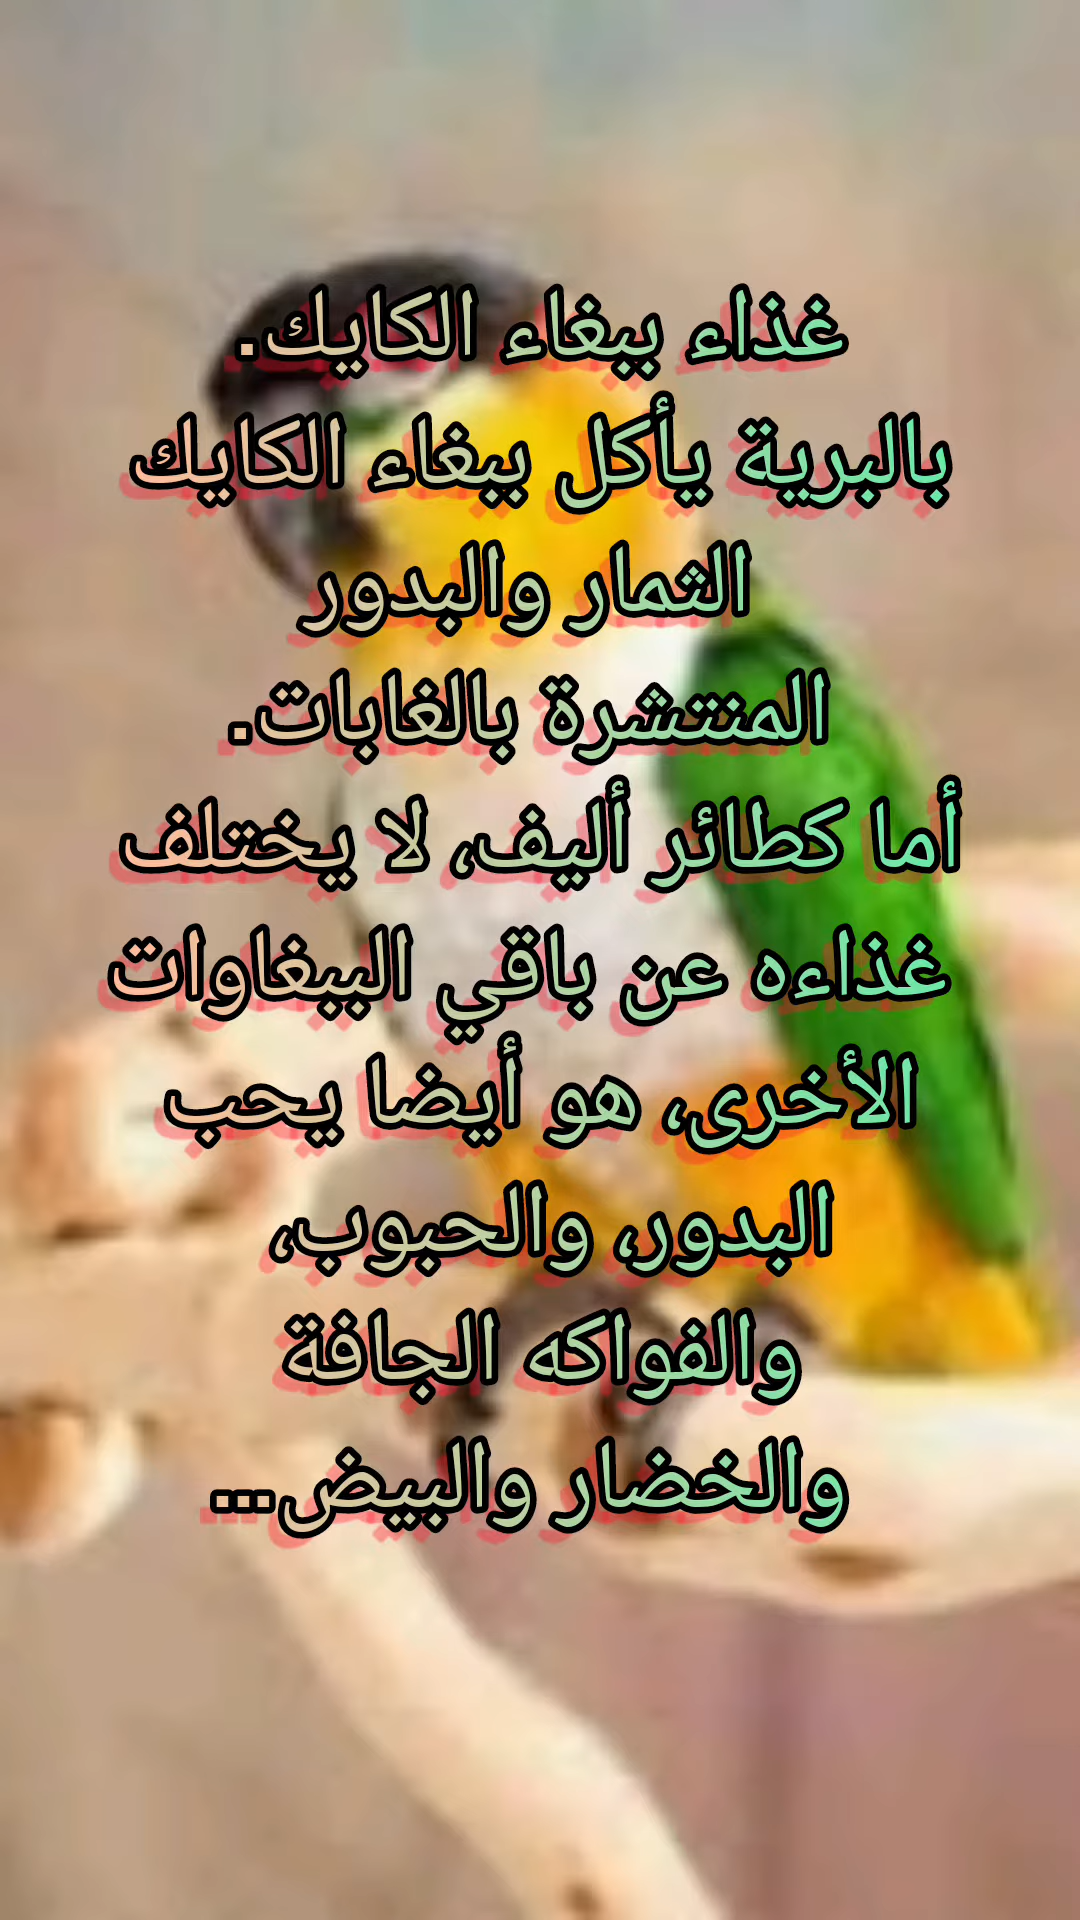 غذاء ببغاء الكايك.
بالبرية يأكل ببغاء الكايك
الثمار والبدور
المنتشرة بالغابات.
أما كطائر أليف، لا يختلف
غذاءه عن باقي الببغاوات
الأخرى، هو أيضا يحب
البدور، والحبوب،
والفواكه الجافة
والخضار والبيض...